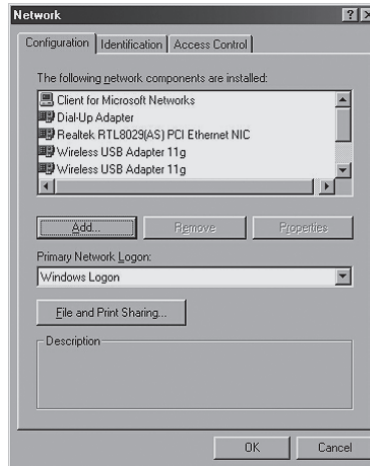 Network
Configuration Identification Access Control
The following network components are installed:
Client for Microsoft Networks
Dial-Up Adapter
Realtek RTL8029(AS) PCI Ethernet NIC
Wireless USB Adapter 11g
Wireless USB Adapter 11g
Add... Remove Properties
Primary Network Logon:
Windows Logon
File and Print Sharing...
Description
OK Cancel